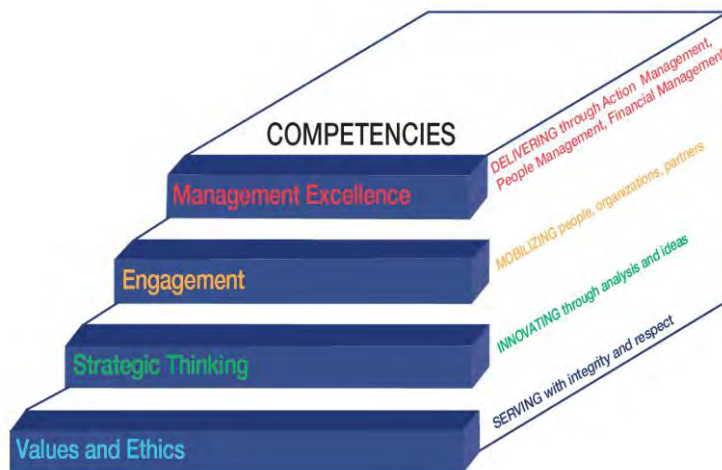 COMPETENCIES
Management Excellence
DELIVERING through Action Management,
People Management, Financial Management
Engagement
MOBILIZING people, organizations, partners
Strategic Thinking
INNOVATING through analysis and ideas
Values and Ethics
SERVING with integrity and respect